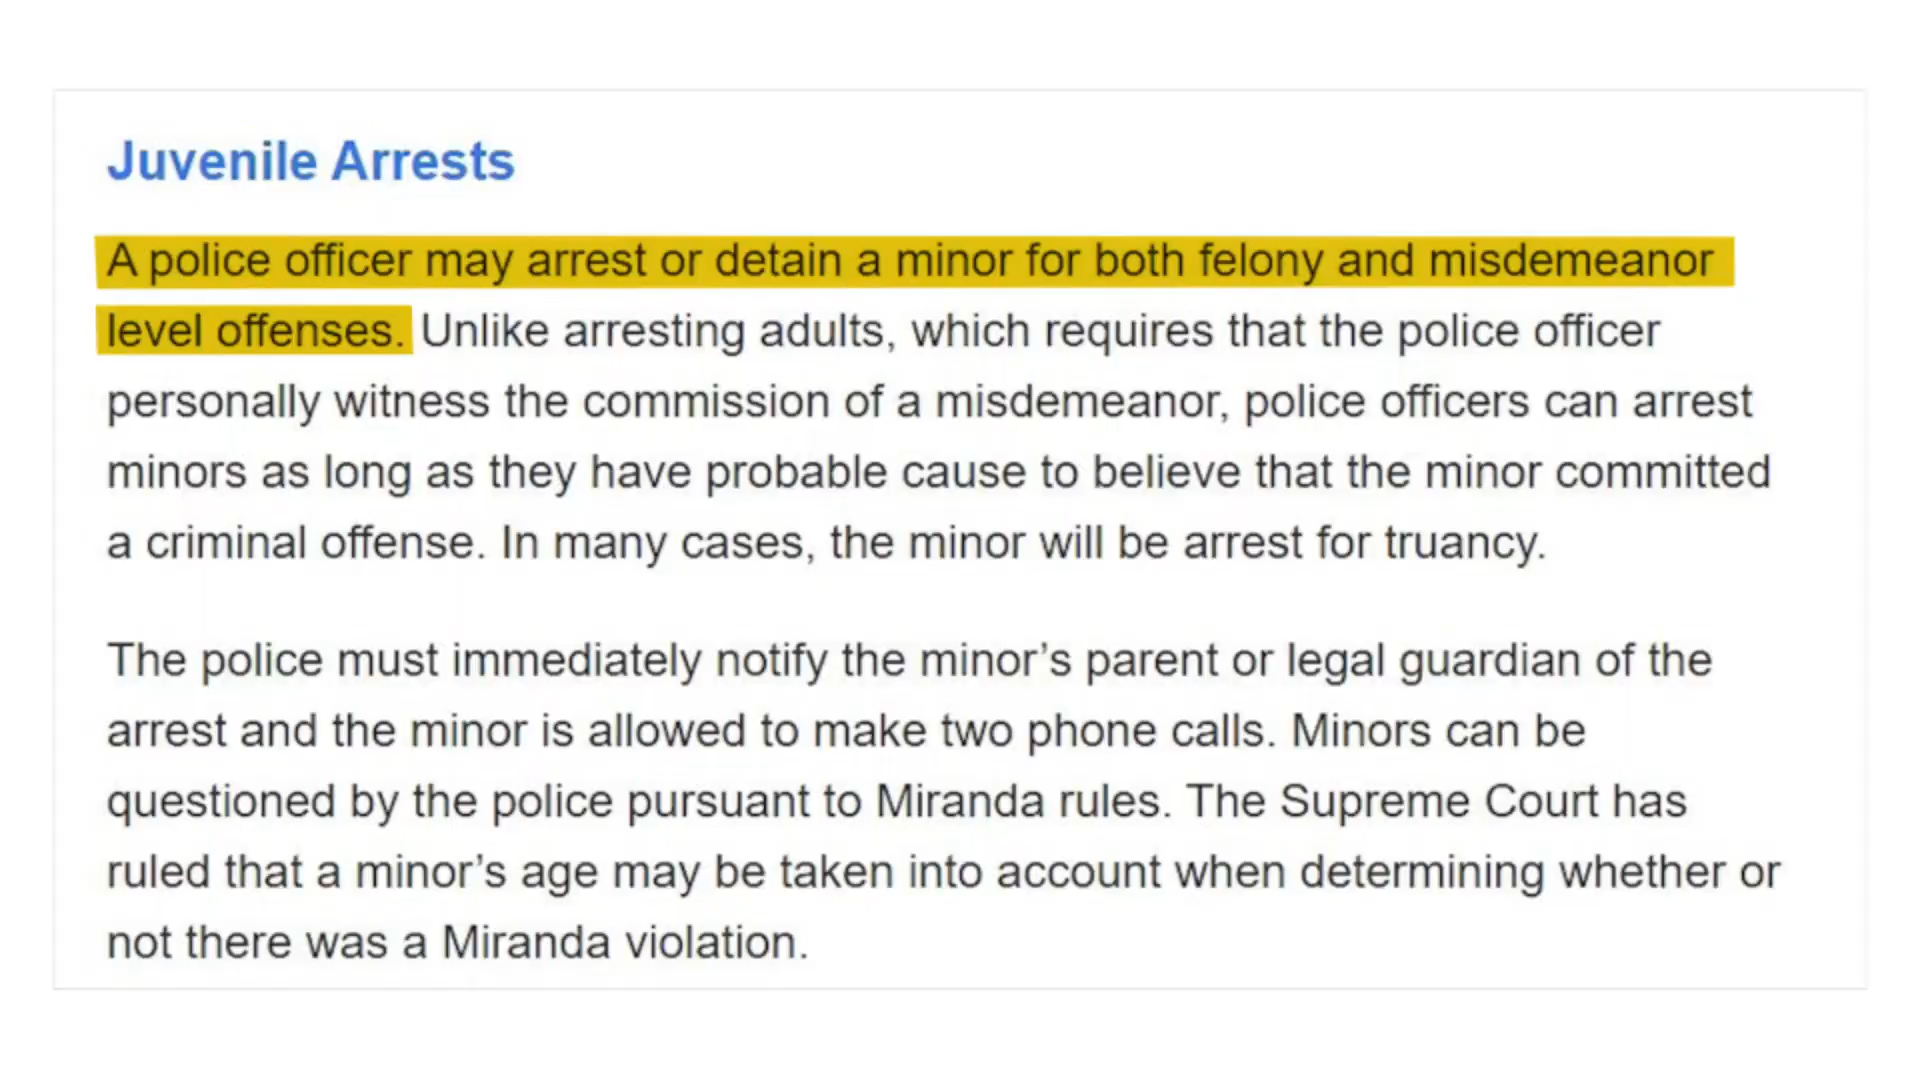 Juvenile Arrests
A police officer may arrest or detain a minor for both felony and misdemeanor
level offenses. Unlike arresting adults, which requires that the police officer
personally witness the commission of a misdemeanor, police officers can arrest
minors as long as they have probable cause to believe that the minor committed
a criminal offense. In many cases, the minor will be arrest for truancy.
The police must immediately notify the minor’s parent or legal guardian of the
arrest and the minor is allowed to make two phone calls. Minors can be
questioned by the police pursuant to Miranda rules. The Supreme Court has
ruled that a minor’s age may be taken into account when determining whether or
not there was a Miranda violation.